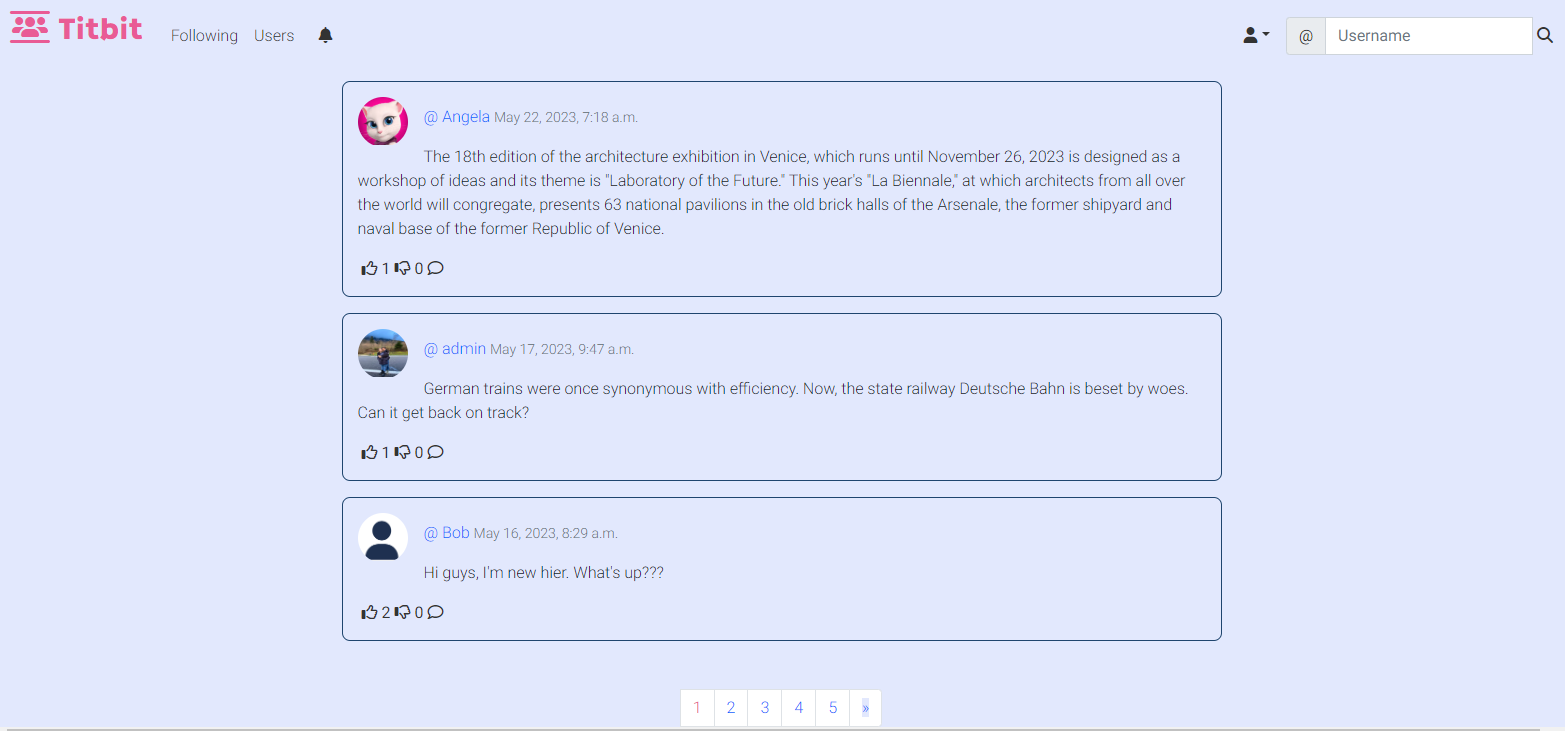 Titbit Following Users @ Username
@ Angela May 22, 2023, 7:18 a.m.
The 18th edition of the architecture exhibition in Venice, which runs until November 26, 2023 is designed as a
workshop of ideas and its theme is "Laboratory of the Future." This year's "La Biennale," at which architects from all over
the world will congregate, presents 63 national pavilions in the old brick halls of the Arsenale, the former shipyard and
naval base of the former Republic of Venice.
1 0
@ admin May 17, 2023, 9:47 a.m.
German trains were once synonymous with efficiency. Now, the state railway Deutsche Bahn is beset by woes.
Can it get back on track?
1 0
@ Bob May 16, 2023, 8:29 a.m.
Hi guys, I'm new hier. What's up???
2 0
1 2 3 4 5 »